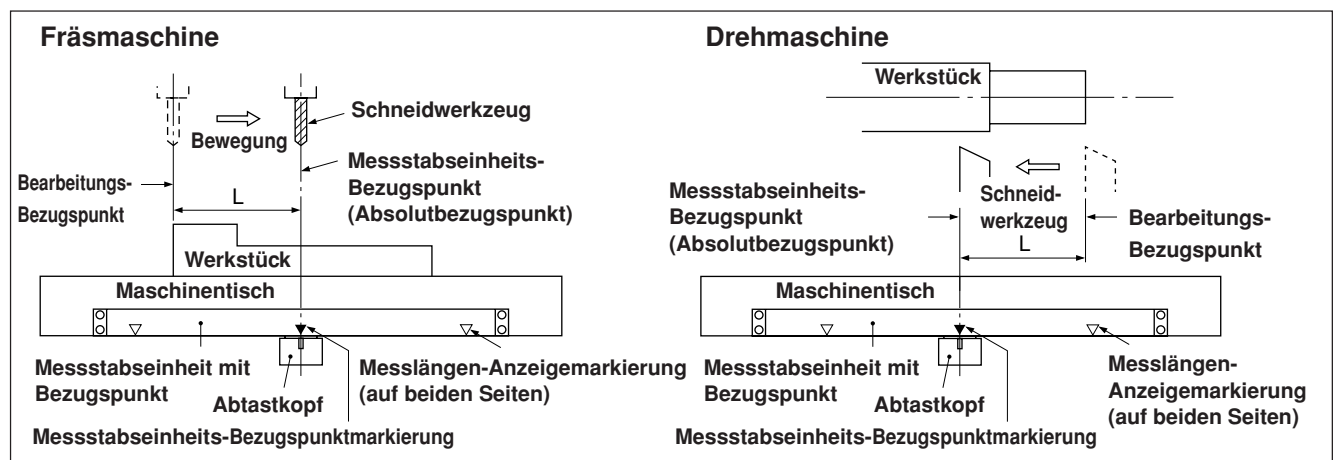 Fräsmaschine
Schneidwerkzeug
Bewegung
Messstabseinheits-
Bezugspunkt
(Absolutbezugspunkt)
Bearbeitungs-
Bezugspunkt
L
Werkstück
Maschinentisch
Messstabseinheit mit
Bezugspunkt
Abtastkopf
Messlängen-Anzeigemarkierung
(auf beiden Seiten)
Messstabseinheits-Bezugspunktmarkierung
Drehmaschine
Werkstück
Messstabseinheits-
Bezugspunkt
(Absolutbezugspunkt)
Schneid-
werkzeug
L
Bearbeitungs-
Bezugspunkt
Maschinentisch
Messstabseinheit mit
Bezugspunkt
Abtastkopf
Messlängen-
Anzeigemarkierung
(auf beiden Seiten)
Messstabseinheits-Bezugspunktmarkierung